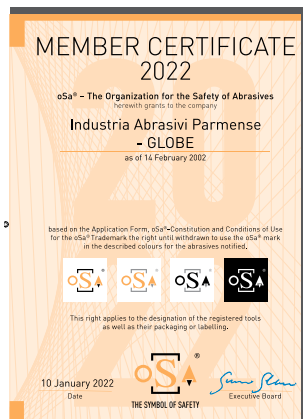 MEMBER CERTIFICATE
2022
oSa® – The Organization for the Safety of Abrasives
herewith grants to the company
Industria Abrasivi Parmense
- GLOBE
as of 14 February 2002
based on the Application Form, oSa®-Constitution and Conditions of Use
for the oSa® Trademark the right until withdrawn to use the oSa® mark
in the described colours for the abrasives notified.
oSa® oSa® oSa® oSa®
This right applies to the designation of the registered tools
as well as their packaging or labelling.
oSa®
10 January 2022
Date
THE SYMBOL OF SAFETY
Executive Board